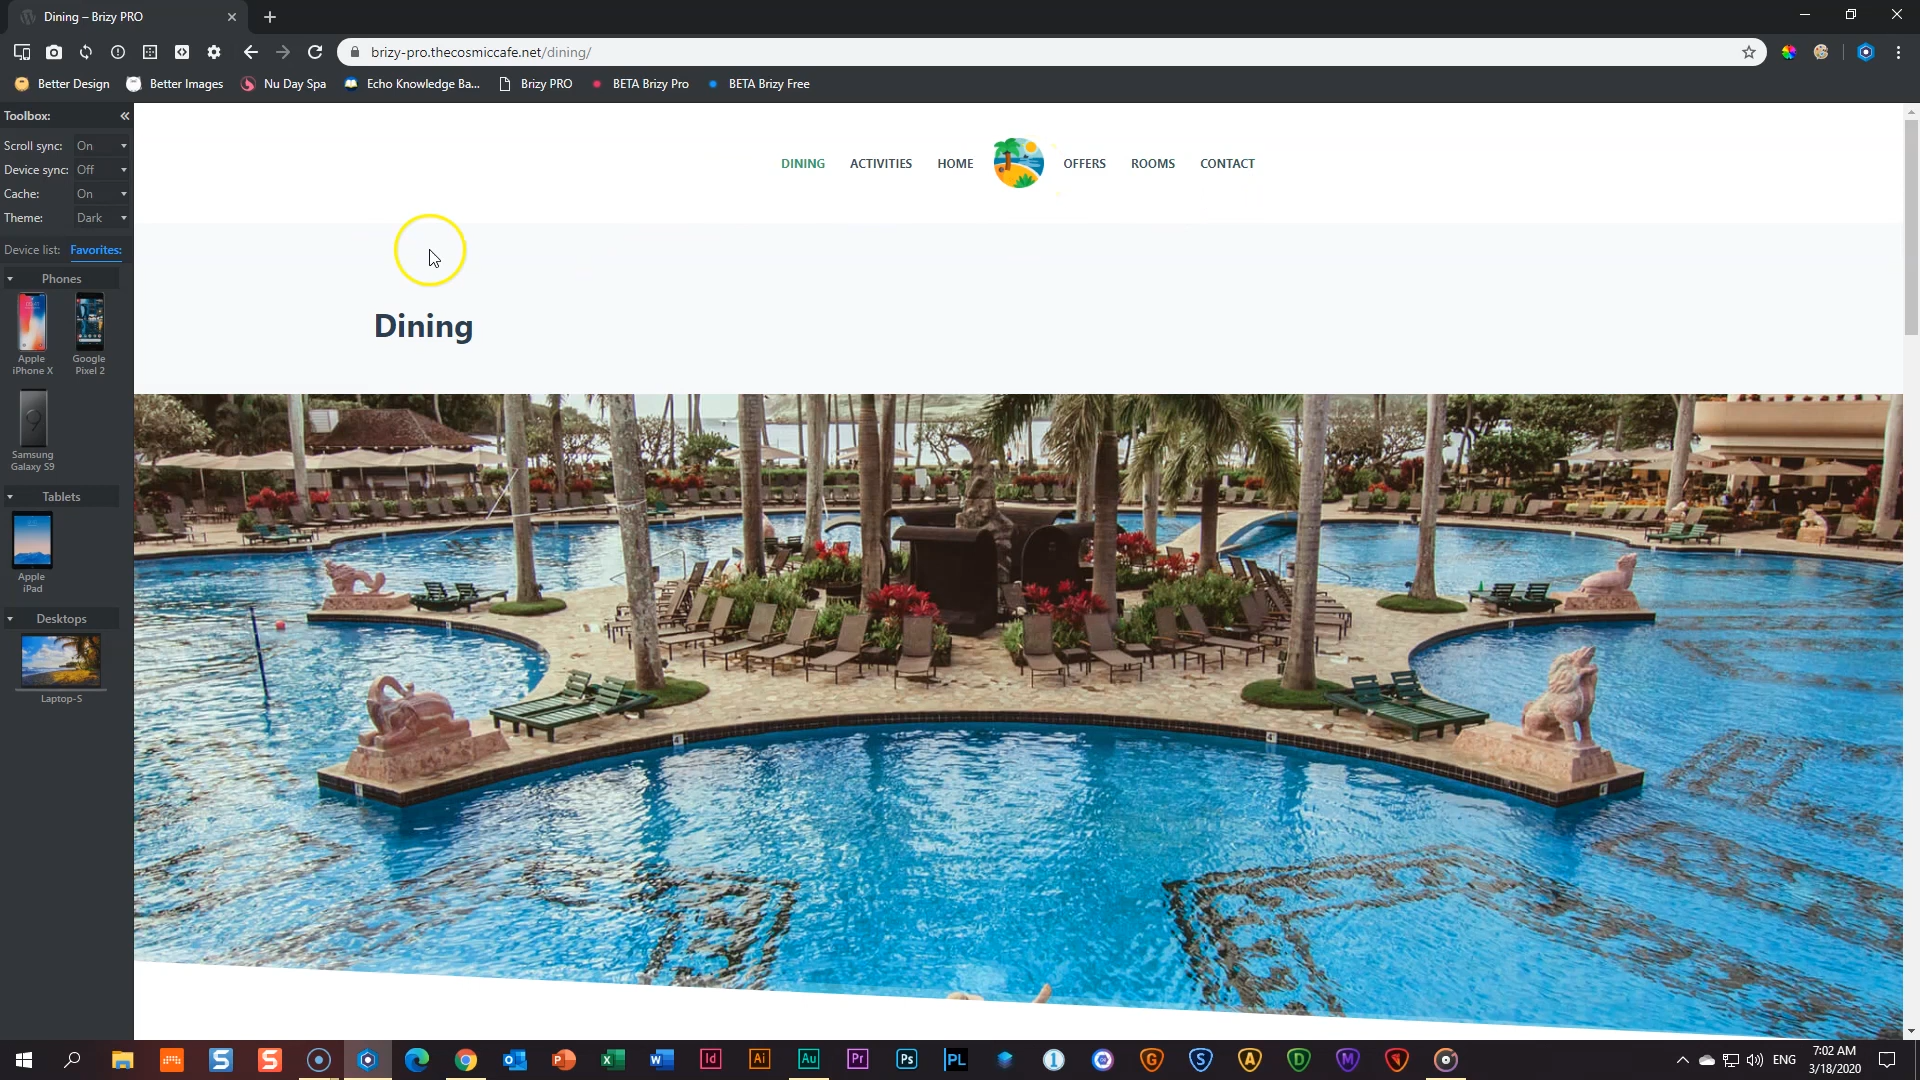 Dining – Brizy PRO
brizy-pro.thecosmiccafe.net/dining/
Better Design Better Images Nu Day Spa Echo Knowledge Ba... Brizy PRO BETA Brizy Pro BETA Brizy Free
Toolbox:
Scroll sync: On
Device sync: Off
Cache: On
Theme: Dark
Device list: Favorites:
Phones
Apple iPhone X
Google Pixel 2
Samsung Galaxy S9
Tablets
Apple iPad
Desktops
Laptop-S
DINING ACTIVITIES HOME OFFERS ROOMS CONTACT
Dining
ENG
7:02 AM
3/18/2020